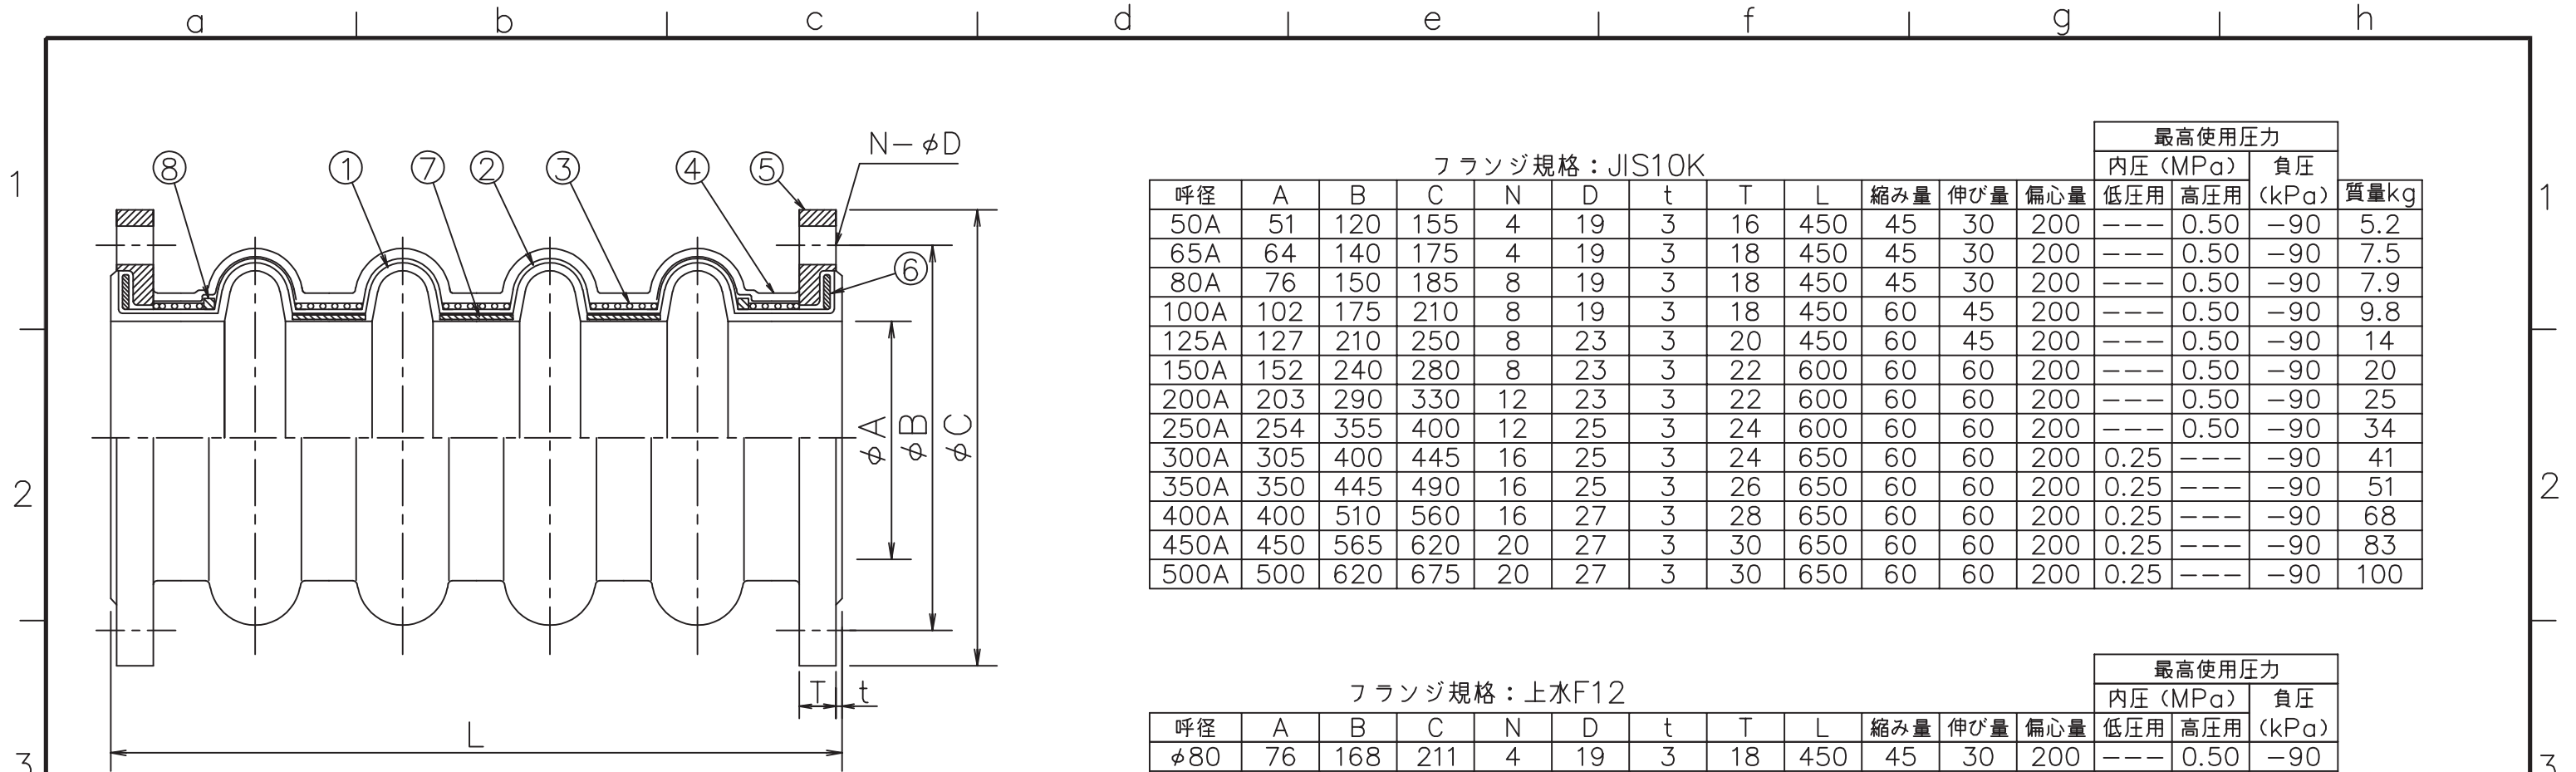 a b c d e f g h
1 1
2 2
3 3
⑧ ① ⑦ ② ③ ④ ⑤ N-φD
⑥
φA φB φC
T t
L
最高使用圧力
フランジ規格：JIS10K 内圧（MPa） 負圧
呼径 A B C N D t T L 縮み量 伸び量 偏心量 低圧用 高圧用 (kPa) 質量kg
50A 51 120 155 4 19 3 16 450 45 30 200 --- 0.50 -90 5.2
65A 64 140 175 4 19 3 18 450 45 30 200 --- 0.50 -90 7.5
80A 76 150 185 8 19 3 18 450 45 30 200 --- 0.50 -90 7.9
100A 102 175 210 8 19 3 18 450 60 45 200 --- 0.50 -90 9.8
125A 127 210 250 8 23 3 20 450 60 45 200 --- 0.50 -90 14
150A 152 240 280 8 23 3 22 600 60 60 200 --- 0.50 -90 20
200A 203 290 330 12 23 3 22 600 60 60 200 --- 0.50 -90 25
250A 254 355 400 12 25 3 24 600 60 60 200 --- 0.50 -90 34
300A 305 400 445 16 25 3 24 650 60 60 200 0.25 --- -90 41
350A 350 445 490 16 25 3 26 650 60 60 200 0.25 --- -90 51
400A 400 510 560 16 27 3 28 650 60 60 200 0.25 --- -90 68
450A 450 565 620 20 27 3 30 650 60 60 200 0.25 --- -90 83
500A 500 620 675 20 27 3 30 650 60 60 200 0.25 --- -90 100
最高使用圧力
フランジ規格：上水F12 内圧（MPa） 負圧
呼径 A B C N D t T L 縮み量 伸び量 偏心量 低圧用 高圧用 (kPa)
φ80 76 168 211 4 19 3 18 450 45 30 200 --- 0.50 -90